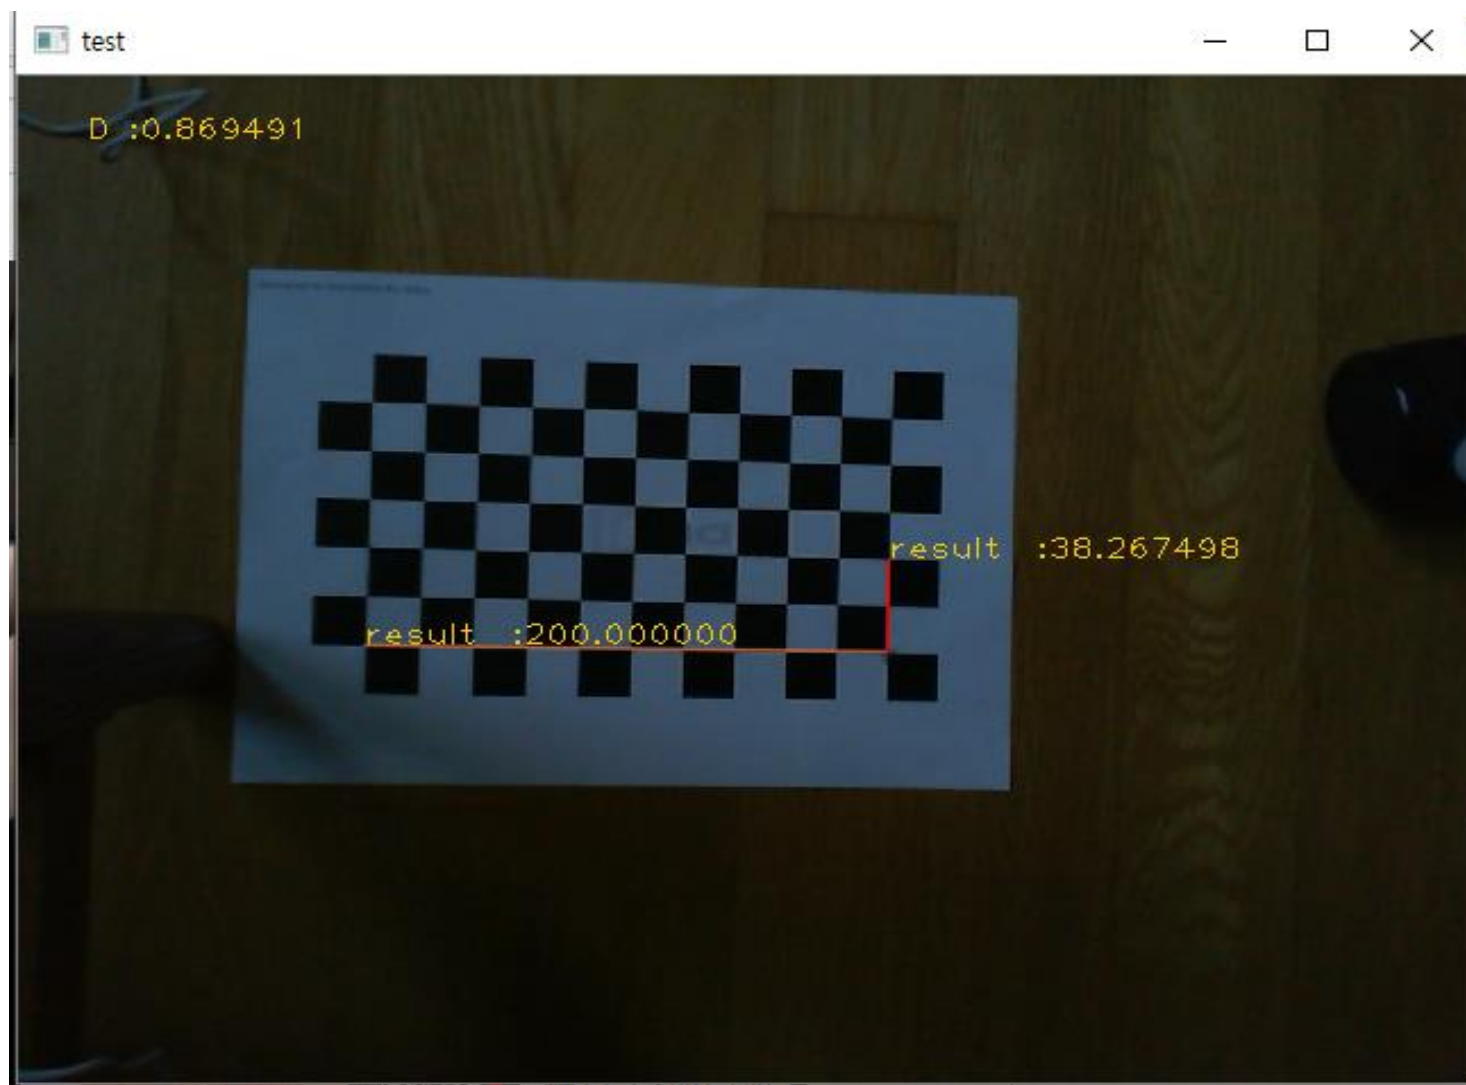 test
D :0.869491
result :38.267498
result :200.000000